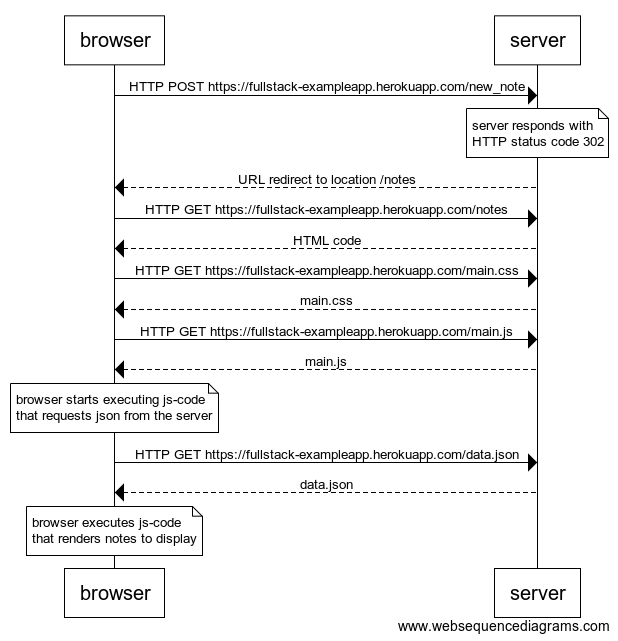 browser
server
HTTP POST https://fullstack-exampleapp.herokuapp.com/new_note
server responds with
HTTP status code 302
URL redirect to location /notes
HTTP GET https://fullstack-exampleapp.herokuapp.com/notes
HTML code
HTTP GET https://fullstack-exampleapp.herokuapp.com/main.css
main.css
HTTP GET https://fullstack-exampleapp.herokuapp.com/main.js
main.js
browser starts executing js-code
that requests json from the server
HTTP GET https://fullstack-exampleapp.herokuapp.com/data.json
data.json
browser executes js-code
that renders notes to display
browser
server
www.websequencediagrams.com